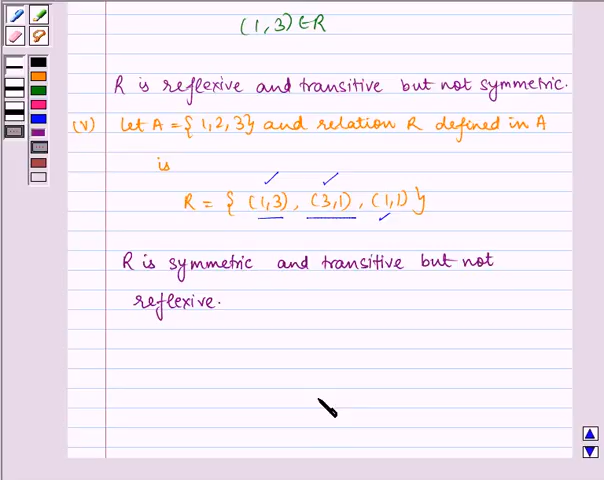 (1,3) ∈ R
R is reflexive and transitive but not symmetric.
(V) Let A = { 1, 2, 3} and relation R defined in A
is
R = { (1,3), (3,1), (1,1) }
R is symmetric and transitive but not
reflexive.